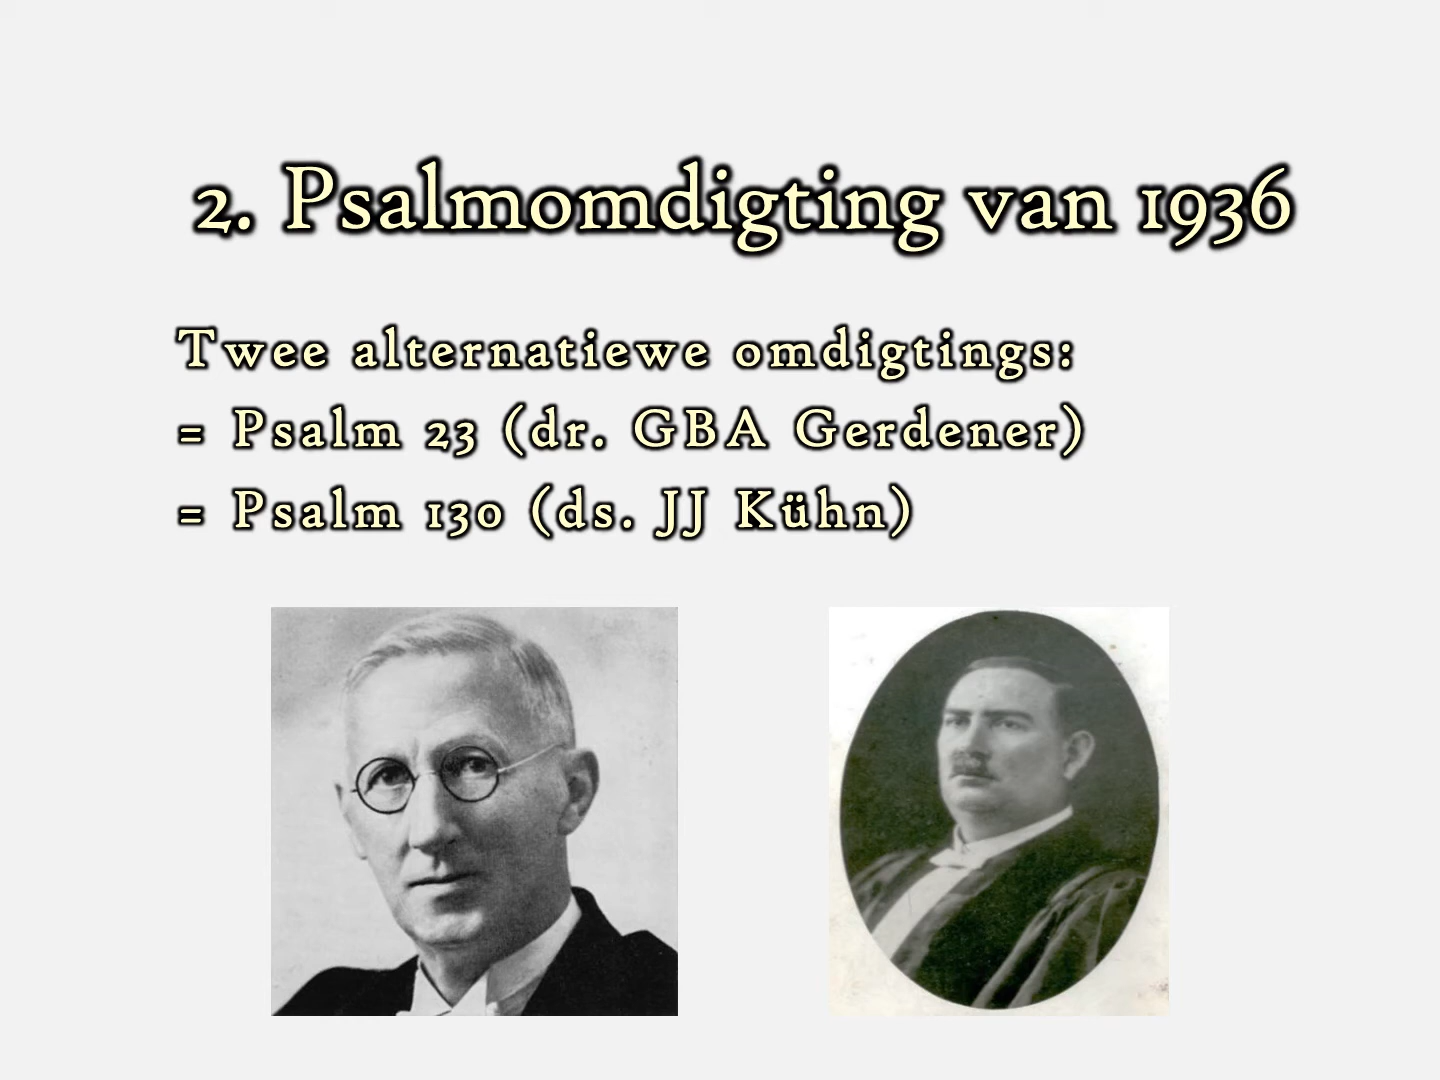 2. Psalmomdigting van 1936
Twee alternatiewe omdigtings:
= Psalm 23 (dr. GBA Gerdener)
= Psalm 130 (ds. JJ Kühn)